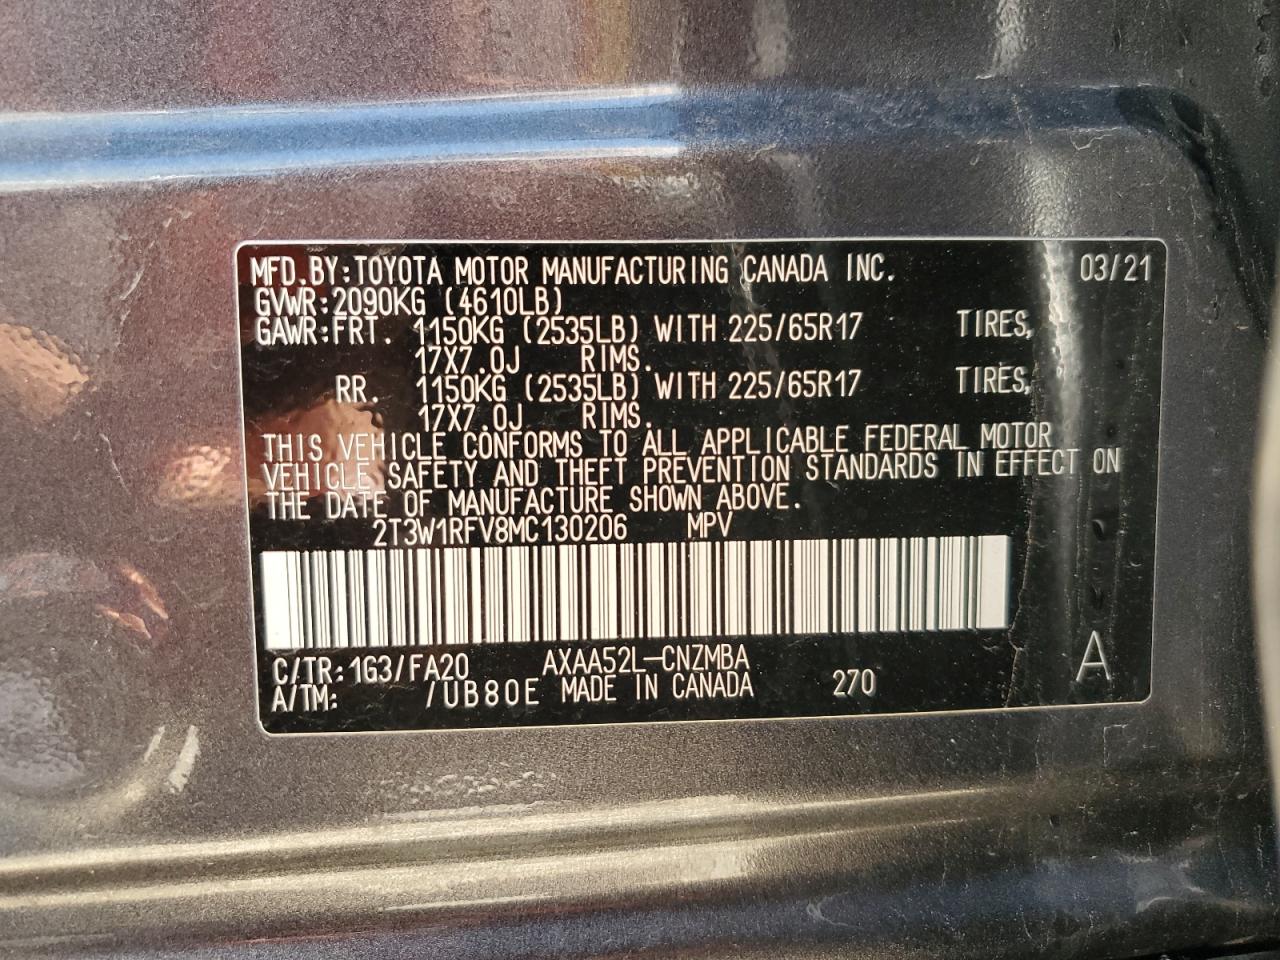 MFD.BY:TOYOTA MOTOR MANUFACTURING CANADA INC. 03/21
GVWR:2090KG (4610LB)
GAWR:FRT. 1150KG (2535LB) WITH 225/65R17 TIRES,
17X7.0J RIMS.
RR. 1150KG (2535LB) WITH 225/65R17 TIRES,
17X7.0J RIMS.
THIS VEHICLE CONFORMS TO ALL APPLICABLE FEDERAL MOTOR
VEHICLE SAFETY AND THEFT PREVENTION STANDARDS IN EFFECT ON
THE DATE OF MANUFACTURE SHOWN ABOVE.
2T3W1RFV8MC130206 MPV
C/TR:1G3/FA20 AXAA52L-CNZMBA
A/TM: /UB80E MADE IN CANADA 270 A